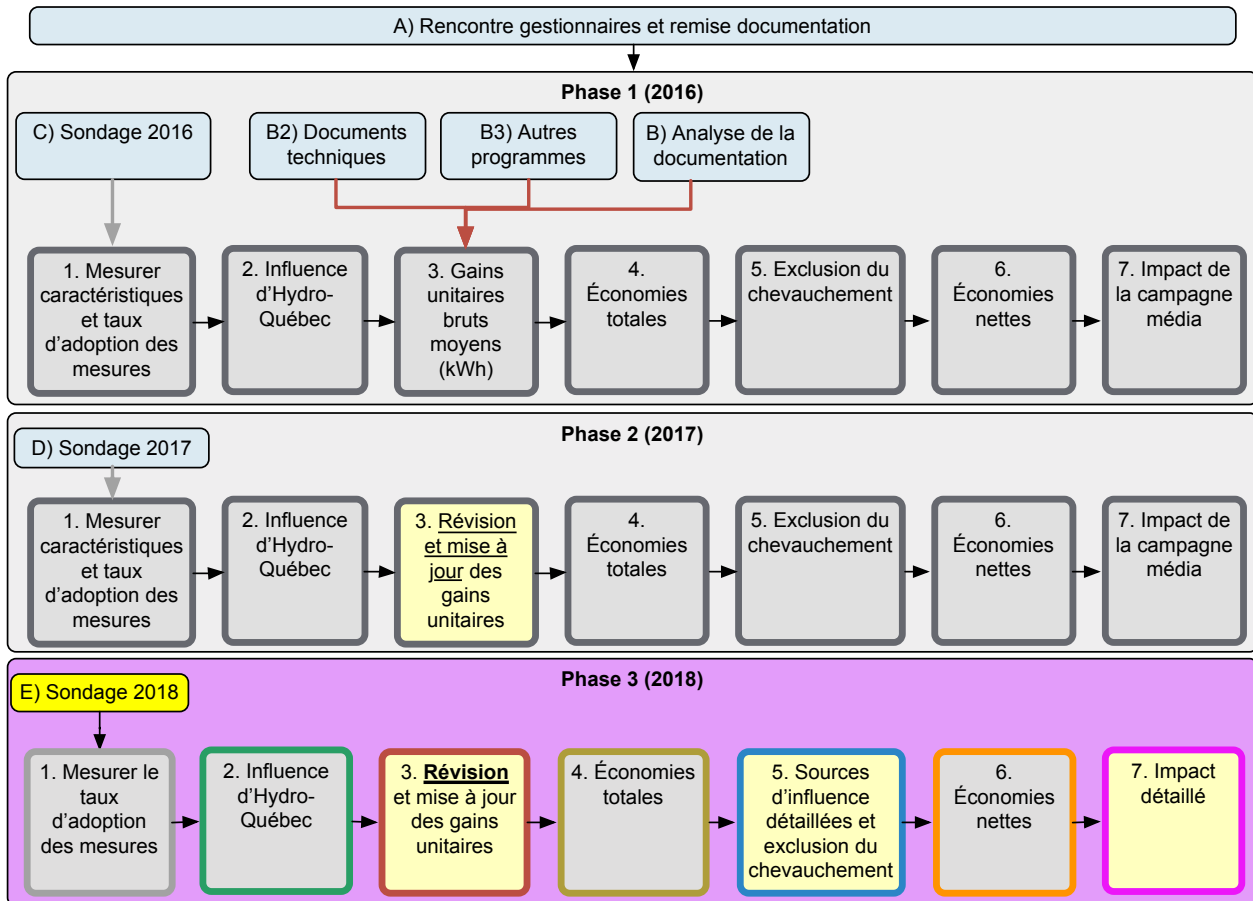 A) Rencontre gestionnaires et remise documentation
Phase 1 (2016)
C) Sondage 2016
B2) Documents
techniques
B3) Autres
programmes
B) Analyse de la
documentation
1. Mesurer
caractéristiques
et taux
d'adoption des
mesures
2. Influence
d'Hydro-
Québec
3. Gains
unitaires
bruts
moyens
(kWh)
4.
Économies
totales
5. Exclusion du
chevauchement
6.
Économies
nettes
7. Impact de
la campagne
média
Phase 2 (2017)
D) Sondage 2017
1. Mesurer
caractéristiques
et taux
d'adoption des
mesures
2. Influence
d'Hydro-
Québec
3. Révision
et mise à
jour des
gains
unitaires
4.
Économies
totales
5. Exclusion du
chevauchement
6.
Économies
nettes
7. Impact de
la campagne
média
Phase 3 (2018)
E) Sondage 2018
1. Mesurer le
taux
d'adoption
des mesures
2. Influence
d'Hydro-
Québec
3. Révision
et mise à jour
des gains
unitaires
4. Économies
totales
5. Sources
d'influence
détaillées et
exclusion du
chevauchement
6.
Économies
nettes
7. Impact
détaillé